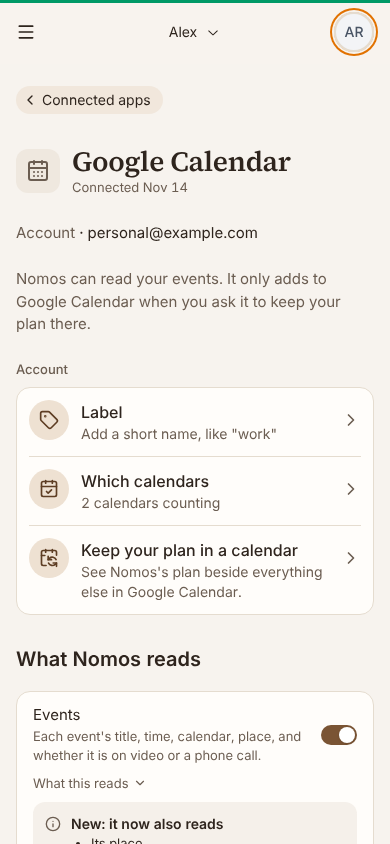 Alex
AR
Connected apps
Google Calendar
Connected Nov 14
Account · personal@example.com
Nomos can read your events. It only adds to
Google Calendar when you ask it to keep your
plan there.
Account
Label
Add a short name, like "work"
Which calendars
2 calendars counting
Keep your plan in a calendar
See Nomos's plan beside everything
else in Google Calendar.
What Nomos reads
Events
Each event's title, time, calendar, place, and
whether it is on video or a phone call.
What this reads
New: it now also reads
• Its place